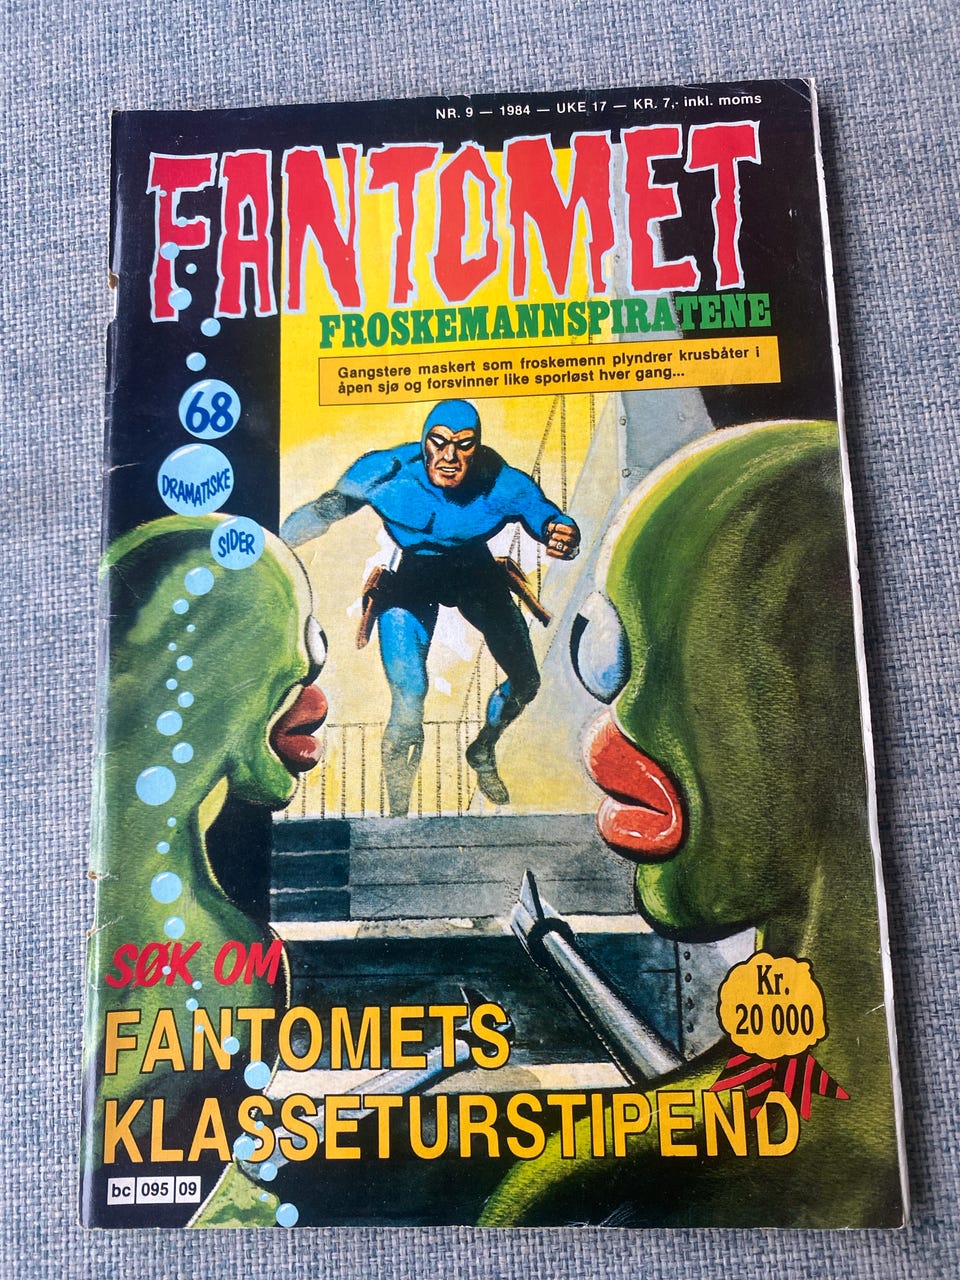 NR. 9 — 1984 — UKE 17 — KR. 7,- inkl. moms
FANTOMET
FROSKEMANNSPIRATENE
Gangstere maskert som froskemenn plyndrer krusbåter i
åpen sjø og forsvinner like sporløst hver gang...
68
DRAMATISKE
SIDER
SØK OM
FANTOMETS
KLASSETURSTIPEND
Kr.
20 000
bc 095 09